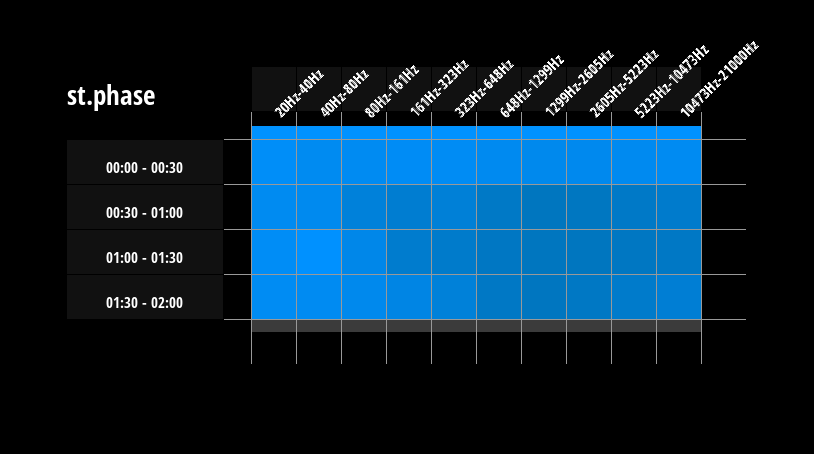 st.phase
20Hz-40Hz
40Hz-80Hz
80Hz-161Hz
161Hz-323Hz
323Hz-648Hz
648Hz-1299Hz
1299Hz-2605Hz
2605Hz-5223Hz
5223Hz-10473Hz
10473Hz-21000Hz
00:00 - 00:30
00:30 - 01:00
01:00 - 01:30
01:30 - 02:00